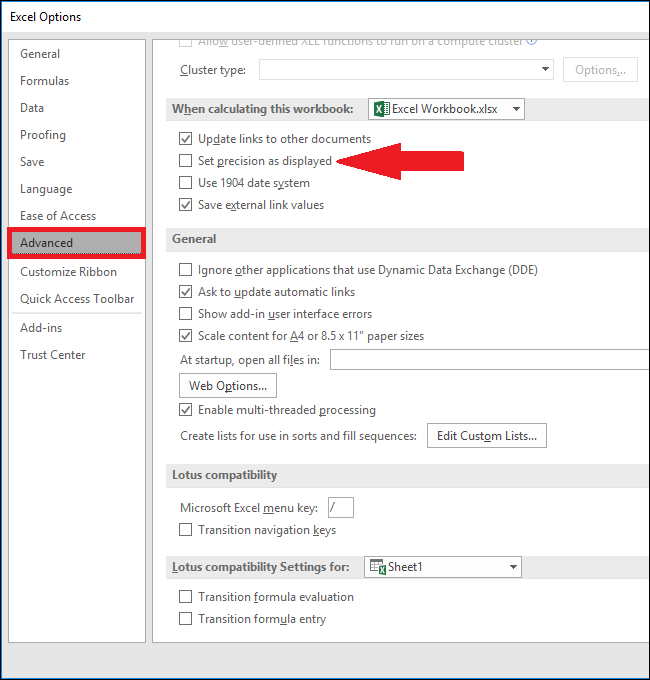 Excel Options
General
Formulas
Data
Proofing
Save
Language
Ease of Access
Advanced
Customize Ribbon
Quick Access Toolbar
Add-ins
Trust Center
Allow user-defined XLL functions to run on a compute cluster
Cluster type:
Options...
When calculating this workbook: Excel Workbook.xlsx
Update links to other documents
Set precision as displayed
Use 1904 date system
Save external link values
General
Ignore other applications that use Dynamic Data Exchange (DDE)
Ask to update automatic links
Show add-in user interface errors
Scale content for A4 or 8.5 x 11" paper sizes
At startup, open all files in:
Web Options...
Enable multi-threaded processing
Create lists for use in sorts and fill sequences: Edit Custom Lists...
Lotus compatibility
Microsoft Excel menu key: /
Transition navigation keys
Lotus compatibility Settings for: Sheet1
Transition formula evaluation
Transition formula entry